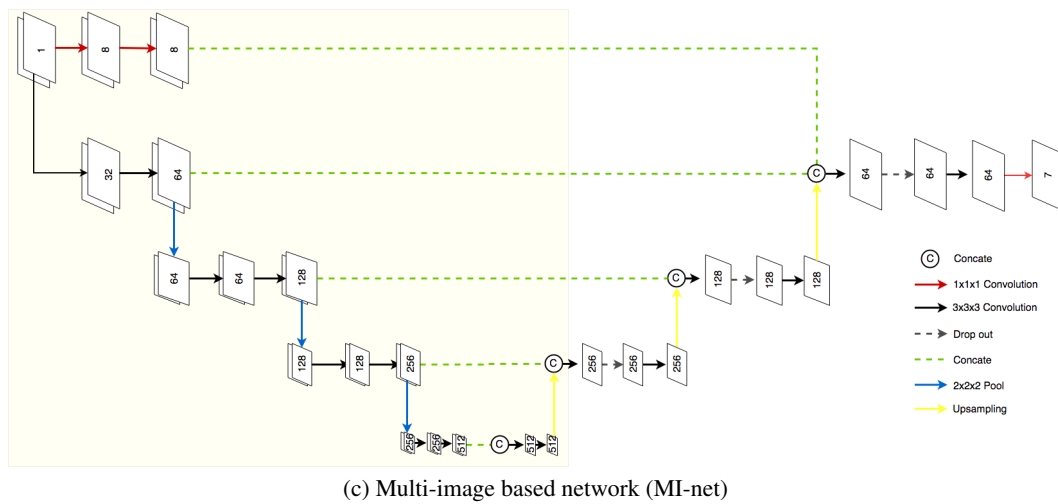 1 8 8
32 64 64 64 64 7
64 64 128 128 128 128
128 128 256 256 256 256
256 256 512 512 512
C
C
C
C
C Concate
1x1x1 Convolution
3x3x3 Convolution
Drop out
Concate
2x2x2 Pool
Upsampling
(c) Multi-image based network (MI-net)